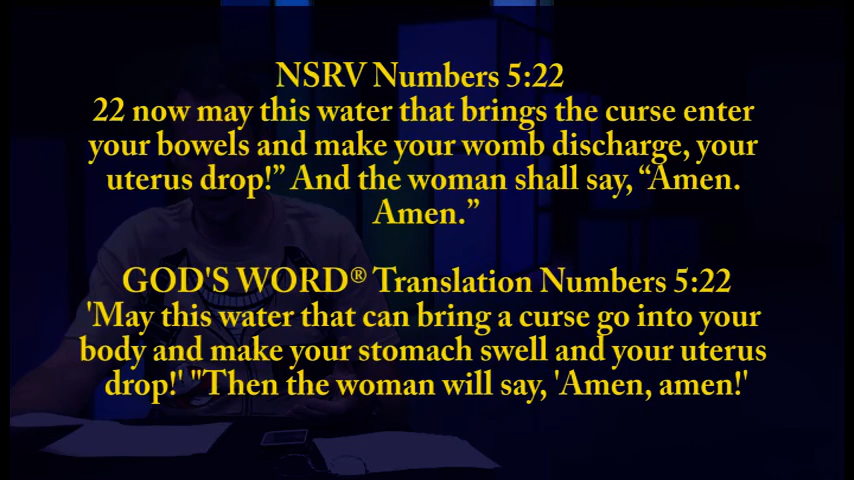 NSRV Numbers 5:22
22 now may this water that brings the curse enter
your bowels and make your womb discharge, your
uterus drop!” And the woman shall say, “Amen.
Amen.”
GOD'S WORD® Translation Numbers 5:22
'May this water that can bring a curse go into your
body and make your stomach swell and your uterus
drop!' "Then the woman will say, 'Amen, amen!'